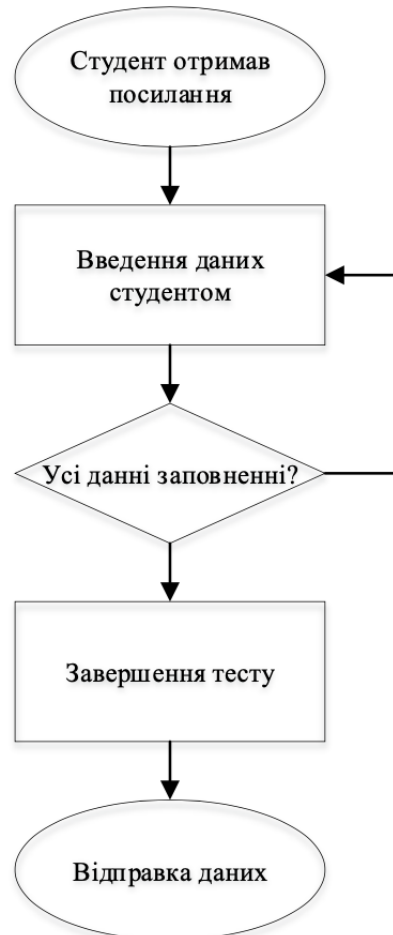 Студент отримав
посилання
Введення даних
студентом
Усі данні заповненні?
Завершення тесту
Відправка даних